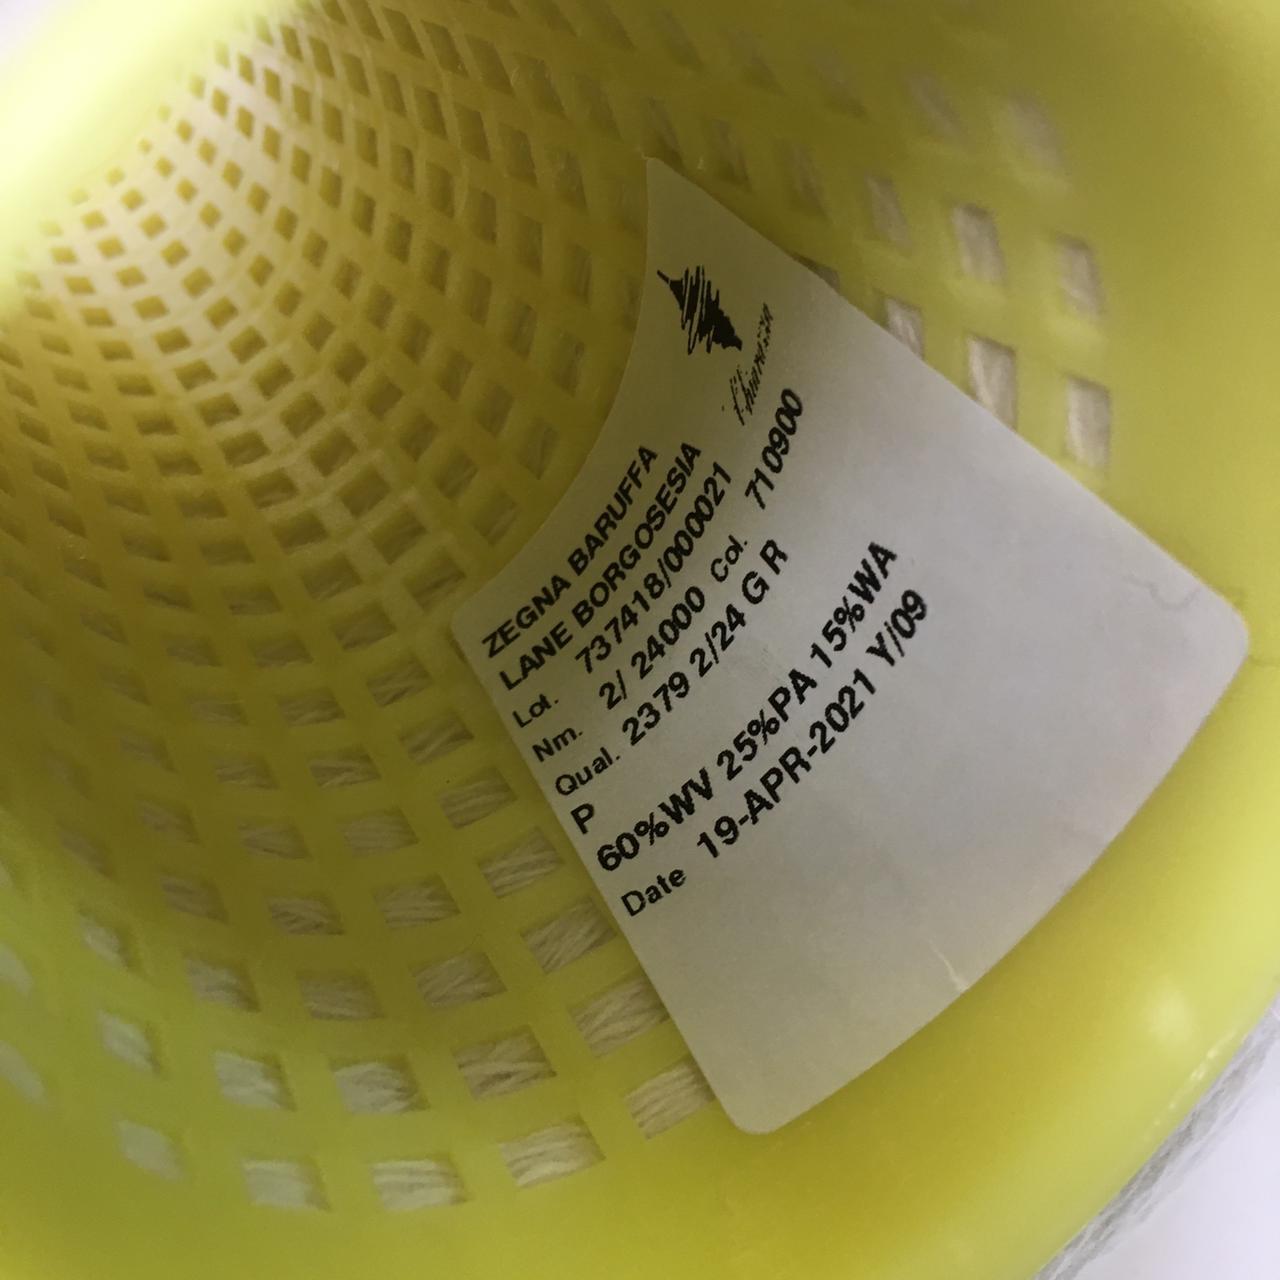 Chiavazza
ZEGNA BARUFFA
LANE BORGOSESIA
Lot. 737418/000021
Nm. 2/ 24000 Col. 710900
Qual. 2379 2/24 G R
P
60%WV 25%PA 15%WA
Date 19-APR-2021 Y/09